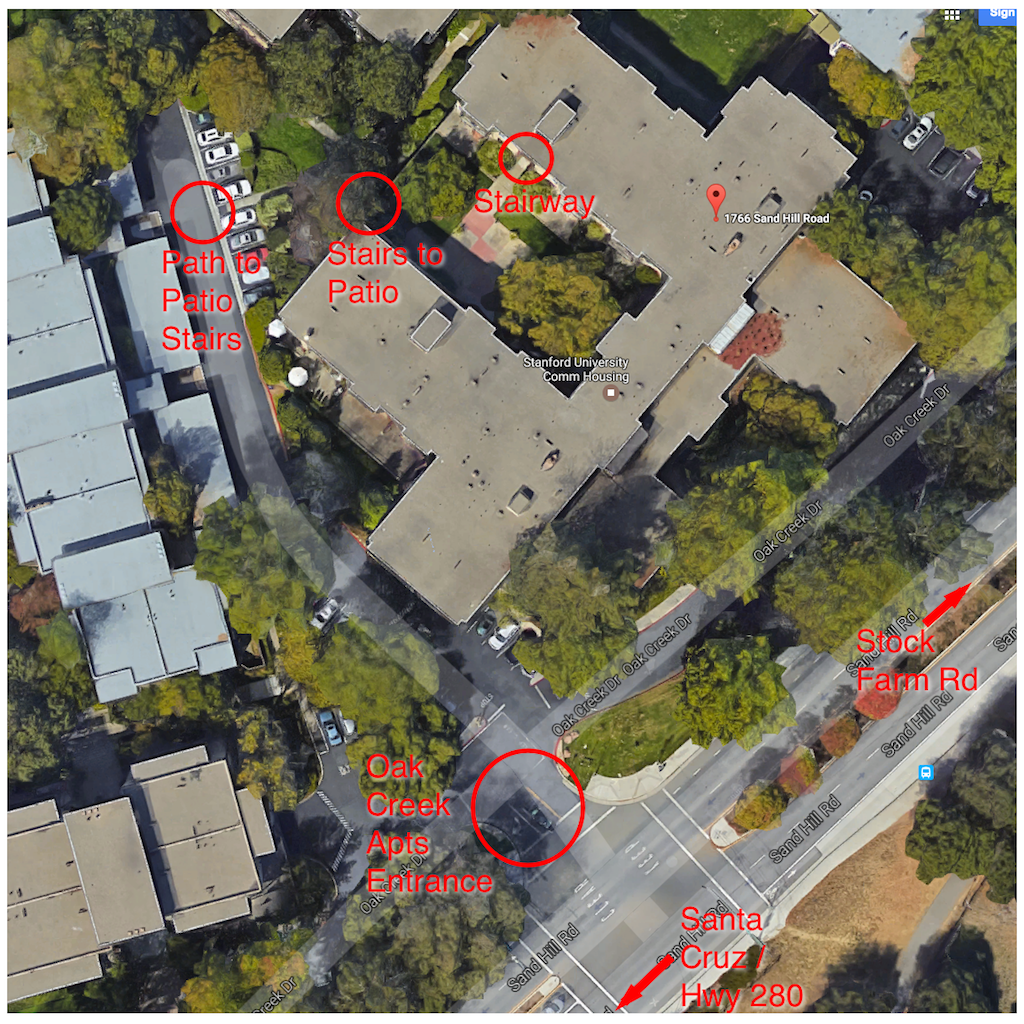 Sign
Stairway
1766 Sand Hill Road
Path to
Patio
Stairs
Stairs to
Patio
Stanford University
Comm Housing
Oak Creek Dr
Oak Creek Dr
Oak Creek Dr
Oak Creek Dr
Sand Hill Rd
Stock
Farm Rd
Sand Hill Rd
Sand Hill Rd
Oak
Creek
Apts
Entrance
Oak Creek Dr
Sand Hill Rd
Sand Hill Rd
Santa
Cruz /
Hwy 280
Creek Dr
Rd